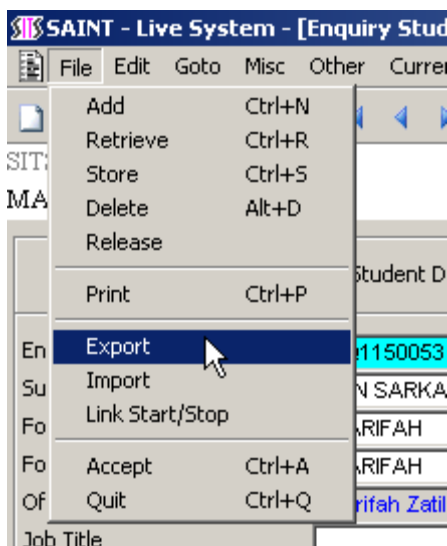 SAINT - Live System - [Enquiry Stud
File Edit Goto Misc Other Curre
Add Ctrl+N
Retrieve Ctrl+R
SITS
Store Ctrl+S
MA
Delete Alt+D
Release
Student D
Print Ctrl+P
En Export 1150053
Su Import N SARKA
Link Start/Stop
Fo ARIFAH
Fo Accept Ctrl+A ARIFAH
Of Quit Ctrl+Q rifah Zatil
Job Title